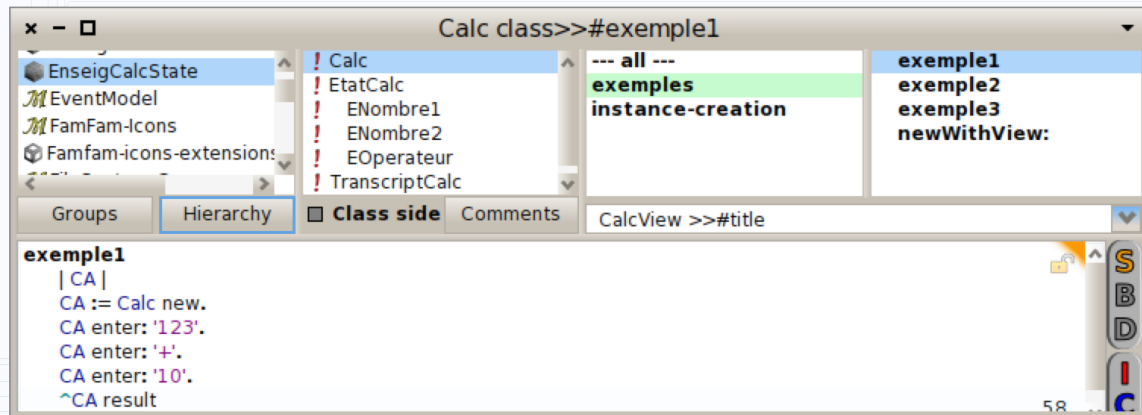 Calc class>>#exemple1
EnseigCalcState
EventModel
FamFam-Icons
Famfam-icons-extensions
! Calc
! EtatCalc
! ENombre1
! ENombre2
! EOperateur
! TranscriptCalc
--- all ---
exemples
instance-creation
exemple1
exemple2
exemple3
newWithView:
Groups
Hierarchy
Class side
Comments
CalcView >>#title
exemple1
| CA |
CA := Calc new.
CA enter: '123'.
CA enter: '+'.
CA enter: '10'.
^CA result
58
S
B
D
I
C